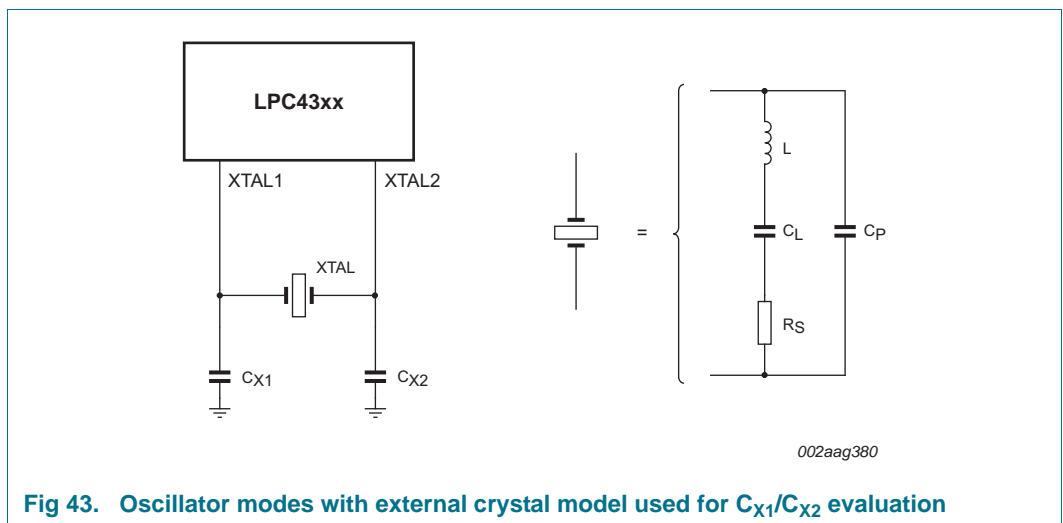 LPC43xx
XTAL1
XTAL2
XTAL
CX1
CX2
=
L
CL
CP
RS
002aag380
Fig 43. Oscillator modes with external crystal model used for CX1/CX2 evaluation